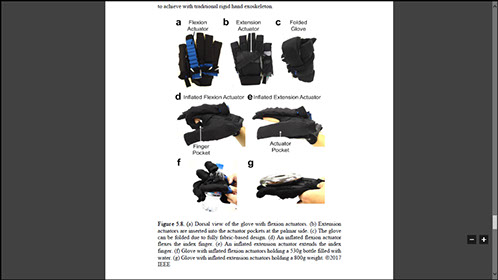 to achieve with traditional rigid hand exoskeleton.
a Flexion Actuator b Extension Actuator c Folded Glove
d Inflated Flexion Actuator e Inflated Extension Actuator
Finger Pocket
Actuator Pocket
f g
Figure 5.8. (a) Dorsal view of the glove with flexion actuators. (b) Extension
actuators are inserted into the actuator pockets at the palmar side. (c) The glove
can be folded due to fully fabric-based design. (d) An inflated flexion actuator
flexes the index finger. (e) An inflated extension actuator extends the index
finger. (f) Glove with inflated flexion actuators holding a 530g bottle filled with
water. (g) Glove with inflated extension actuators holding a 800g weight. ©2017
IEEE